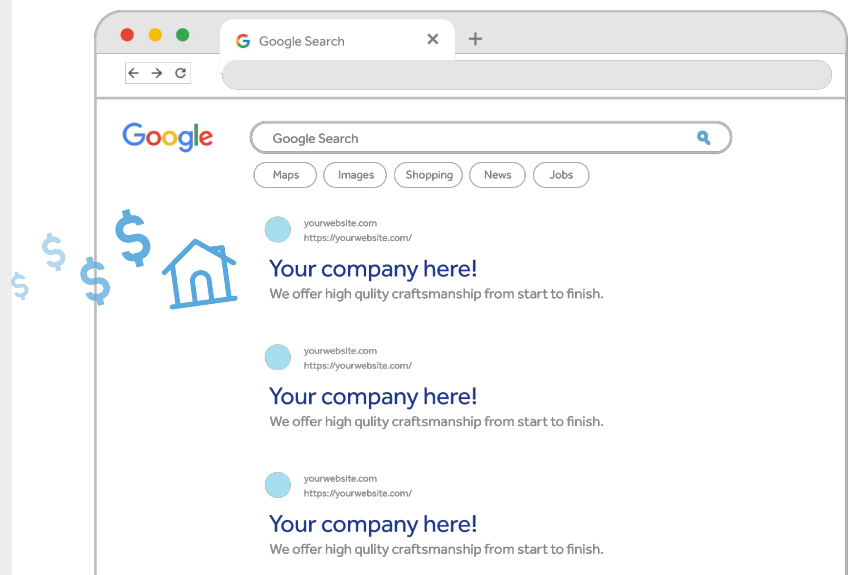 Google Search
Google
Google Search
Maps Images Shopping News Jobs
yourwebsite.com
https://yourwebsite.com/
Your company here!
We offer high qulity craftsmanship from start to finish.
yourwebsite.com
https://yourwebsite.com/
Your company here!
We offer high qulity craftsmanship from start to finish.
yourwebsite.com
https://yourwebsite.com/
Your company here!
We offer high qulity craftsmanship from start to finish.
$ $ $ $